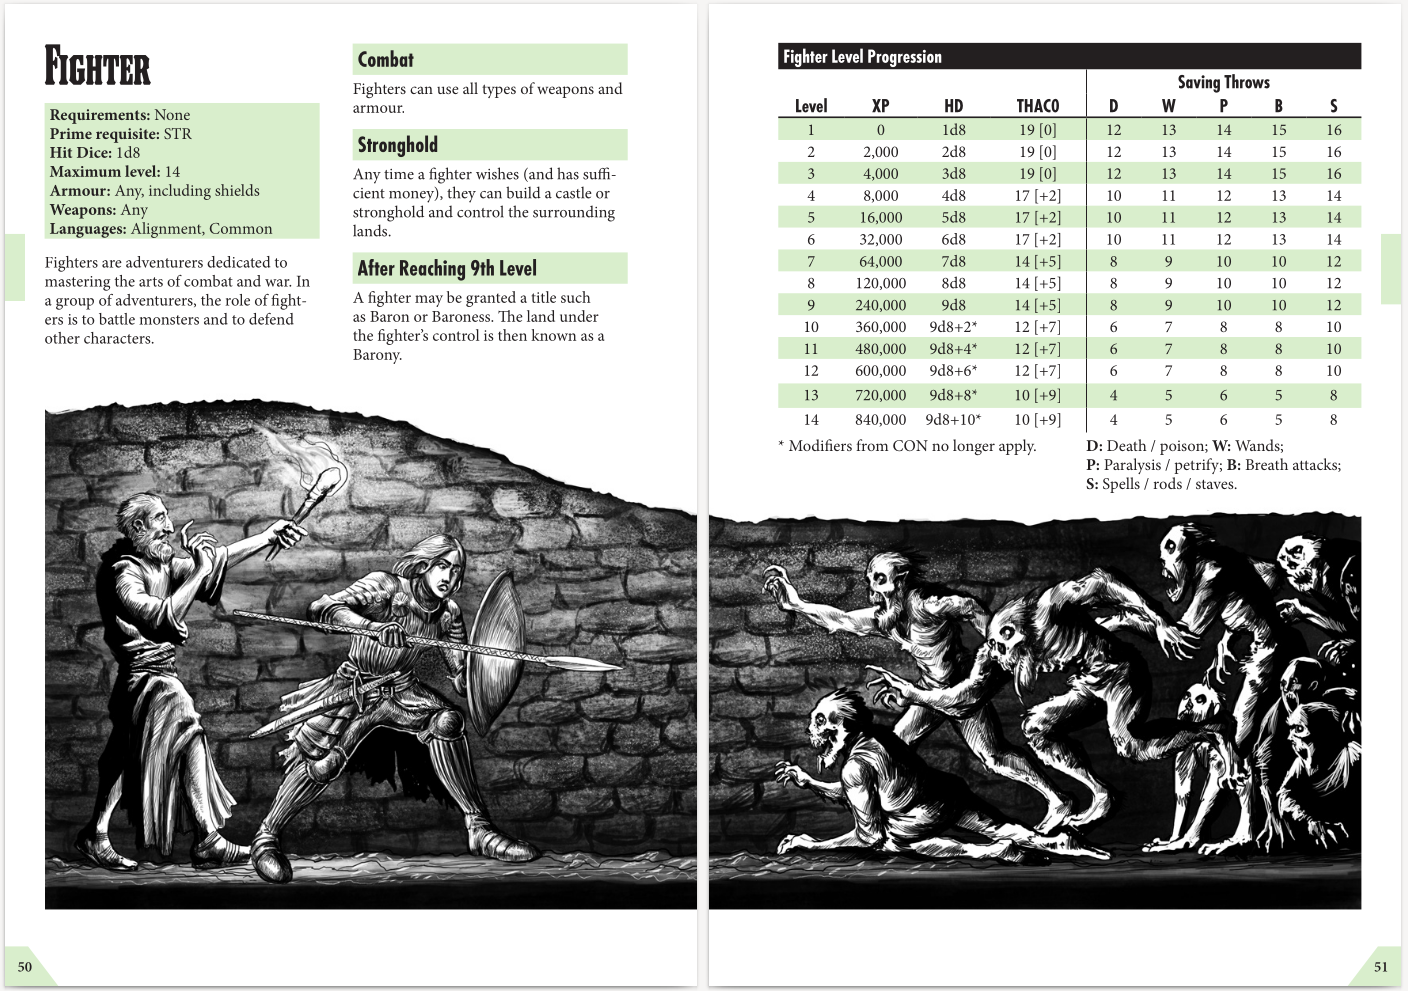 FIGHTER
Requirements: None
Prime requisite: STR
Hit Dice: 1d8
Maximum level: 14
Armour: Any, including shields
Weapons: Any
Languages: Alignment, Common
Fighters are adventurers dedicated to
mastering the arts of combat and war. In
a group of adventurers, the role of fight-
ers is to battle monsters and to defend
other characters.
Combat
Fighters can use all types of weapons and
armour.
Stronghold
Any time a fighter wishes (and has suffi-
cient money), they can build a castle or
stronghold and control the surrounding
lands.
After Reaching 9th Level
A fighter may be granted a title such
as Baron or Baroness. The land under
the fighter's control is then known as a
Barony.
50
Fighter Level Progression
Saving Throws
Level XP HD THAC0 D W P B S
1 0 1d8 19 [0] 12 13 14 15 16
2 2,000 2d8 19 [0] 12 13 14 15 16
3 4,000 3d8 19 [0] 12 13 14 15 16
4 8,000 4d8 17 [+2] 10 11 12 13 14
5 16,000 5d8 17 [+2] 10 11 12 13 14
6 32,000 6d8 17 [+2] 10 11 12 13 14
7 64,000 7d8 14 [+5] 8 9 10 10 12
8 120,000 8d8 14 [+5] 8 9 10 10 12
9 240,000 9d8 14 [+5] 8 9 10 10 12
10 360,000 9d8+2* 12 [+7] 6 7 8 8 10
11 480,000 9d8+4* 12 [+7] 6 7 8 8 10
12 600,000 9d8+6* 12 [+7] 6 7 8 8 10
13 720,000 9d8+8* 10 [+9] 4 5 6 5 8
14 840,000 9d8+10* 10 [+9] 4 5 6 5 8
* Modifiers from CON no longer apply.
D: Death / poison; W: Wands;
P: Paralysis / petrify; B: Breath attacks;
S: Spells / rods / staves.
51